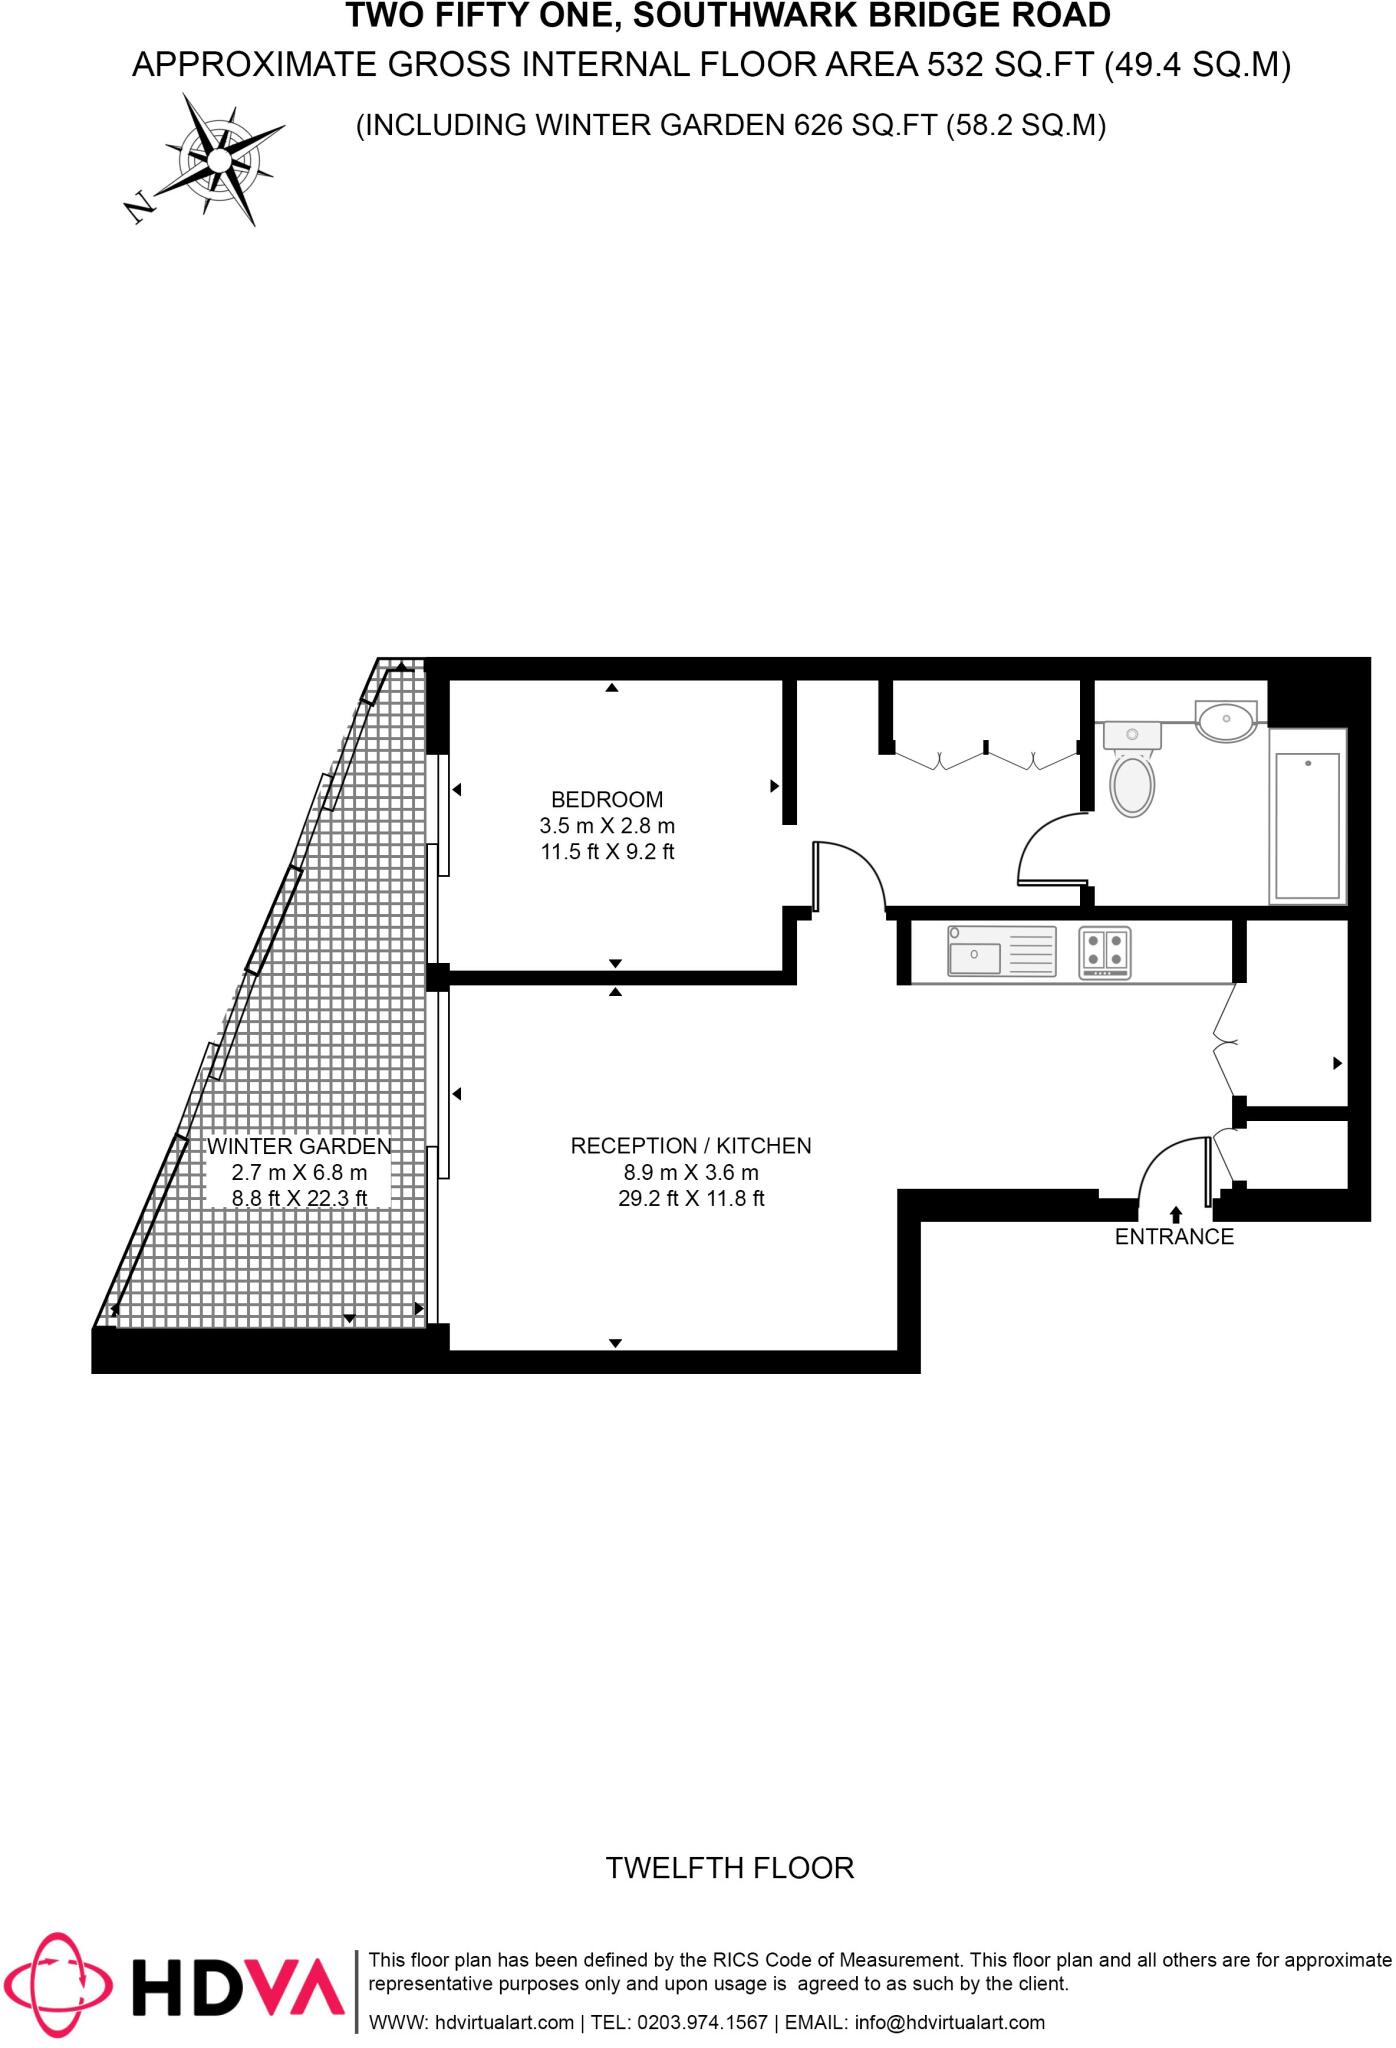 TWO FIFTY ONE, SOUTHWARK BRIDGE ROAD
APPROXIMATE GROSS INTERNAL FLOOR AREA 532 SQ.FT (49.4 SQ.M)
(INCLUDING WINTER GARDEN 626 SQ.FT (58.2 SQ.M)
N
BEDROOM
3.5 m X 2.8 m
11.5 ft X 9.2 ft
WINTER GARDEN
2.7 m X 6.8 m
8.8 ft X 22.3 ft
RECEPTION / KITCHEN
8.9 m X 3.6 m
29.2 ft X 11.8 ft
ENTRANCE
TWELFTH FLOOR
HDVA
This floor plan has been defined by the RICS Code of Measurement. This floor plan and all others are for approximate
representative purposes only and upon usage is  agreed to as such by the client.
WWW: hdvirtualart.com | TEL: 0203.974.1567 | EMAIL: info@hdvirtualart.com